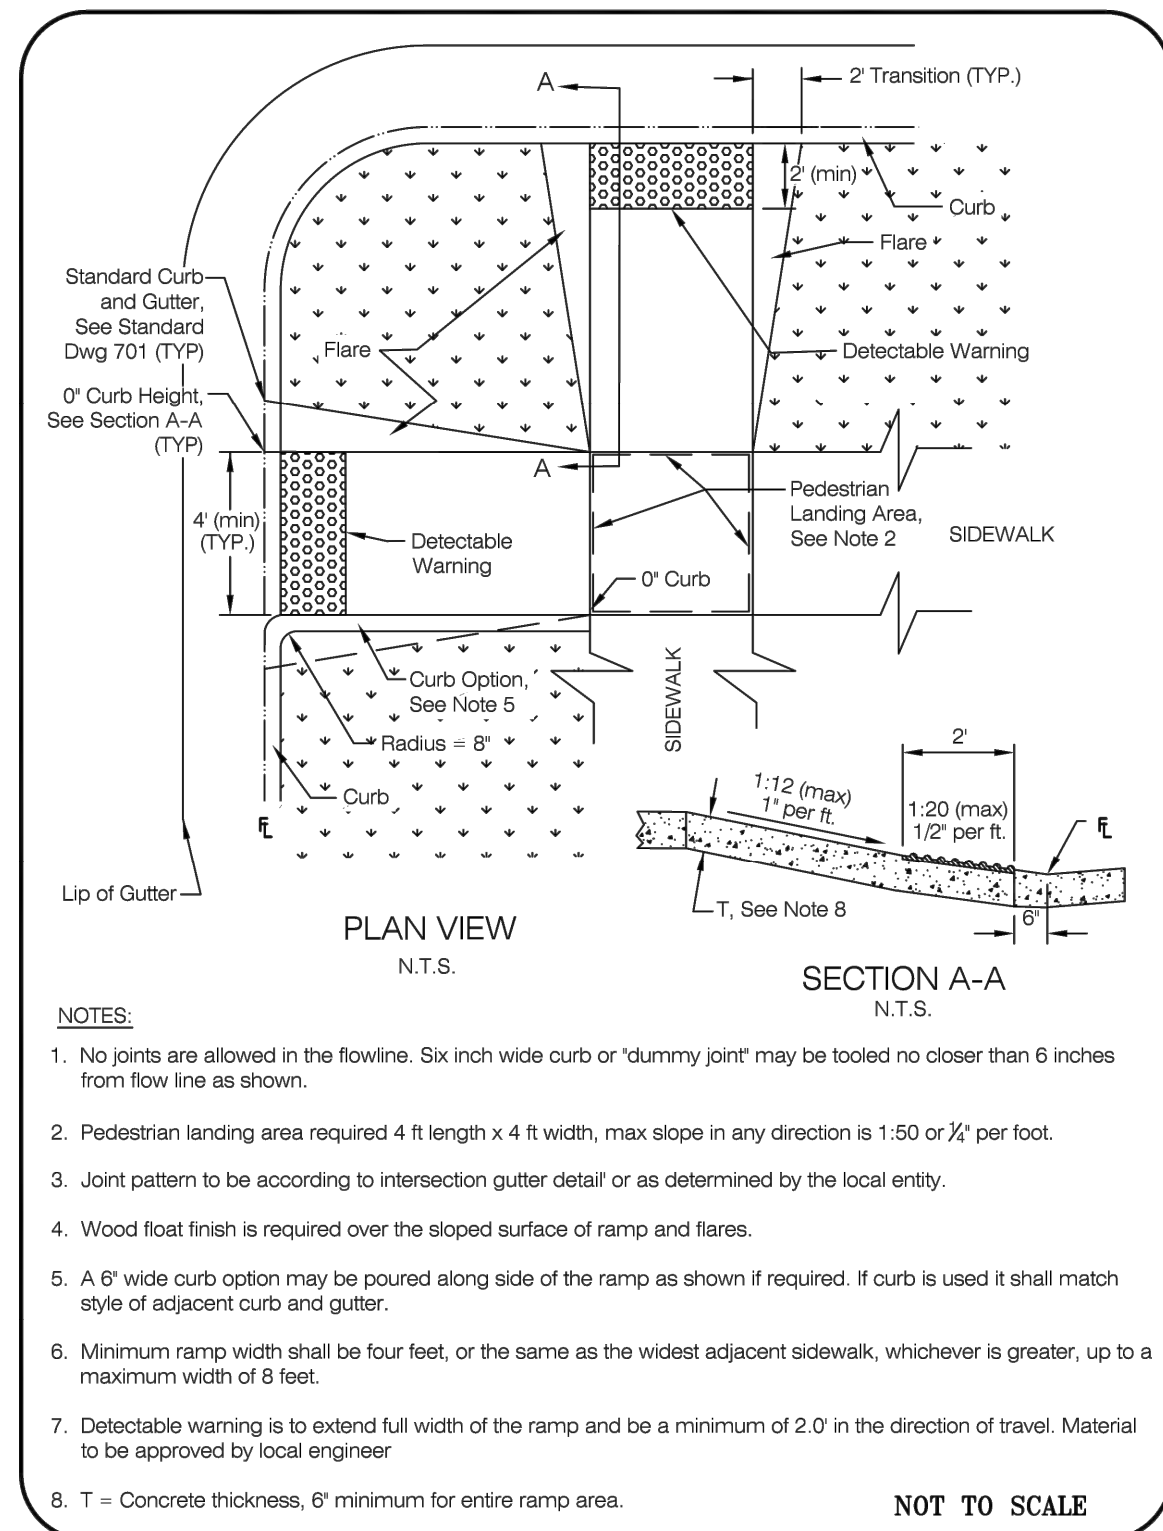 A
2' Transition (TYP.)
2' (min)
Curb
Flare
Standard Curb
and Gutter,
See Standard
Dwg 701 (TYP)
Flare
Detectable Warning
0" Curb Height,
See Section A-A
(TYP)
A
4' (min)
(TYP.)
Detectable
Warning
Pedestrian
Landing Area,
See Note 2
SIDEWALK
0" Curb
Curb Option,
See Note 5
SIDEWALK
Radius = 8"
Curb
FL
Lip of Gutter
2'
1:12 (max)
1" per ft.
1:20 (max)
1/2" per ft.
FL
T, See Note 8
6"
PLAN VIEW
N.T.S.
SECTION A-A
N.T.S.
NOTES:
1. No joints are allowed in the flowline. Six inch wide curb or "dummy joint" may be tooled no closer than 6 inches
from flow line as shown.
2. Pedestrian landing area required 4 ft length x 4 ft width, max slope in any direction is 1:50 or ¼" per foot.
3. Joint pattern to be according to intersection gutter detail' or as determined by the local entity.
4. Wood float finish is required over the sloped surface of ramp and flares.
5. A 6" wide curb option may be poured along side of the ramp as shown if required. If curb is used it shall match
style of adjacent curb and gutter.
6. Minimum ramp width shall be four feet, or the same as the widest adjacent sidewalk, whichever is greater, up to a
maximum width of 8 feet.
7. Detectable warning is to extend full width of the ramp and be a minimum of 2.0' in the direction of travel. Material
to be approved by local engineer
8. T = Concrete thickness, 6" minimum for entire ramp area.
NOT TO SCALE